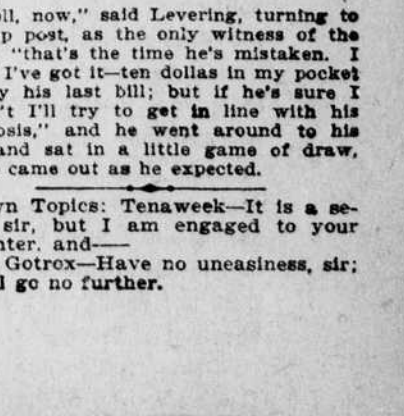 ll, now," said Levering, turning to
p post, as the only witness of the
"that's the time he's mistaken. I
I've got it—ten dollas in my pocket
y his last bill; but if he's sure I
't I'll try to get in line with his
osis," and he went around to his
and sat in a little game of draw,
came out as he expected.
wn Topics: Tenaweek—It is a se-
sir, but I am engaged to your
hter, and——
Gotrox—Have no uneasiness, sir;
l go no further.